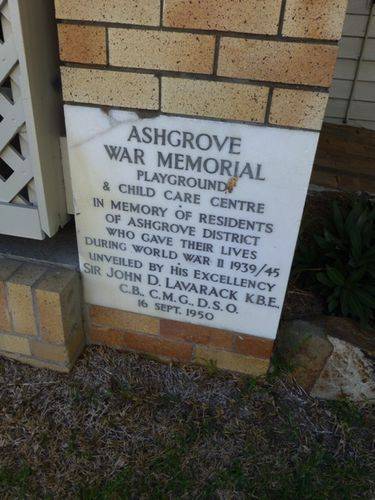 ASHGROVE
WAR MEMORIAL
PLAYGROUND
& CHILD CARE CENTRE
IN MEMORY OF RESIDENTS
OF ASHGROVE DISTRICT
WHO GAVE THEIR LIVES
DURING WORLD WAR II 1939/45
UNVEILED BY HIS EXCELLENCY
SIR JOHN D. LAVARACK K.B.E.,
C.B., C.M.G., D.S.O.
16 SEPT. 1950